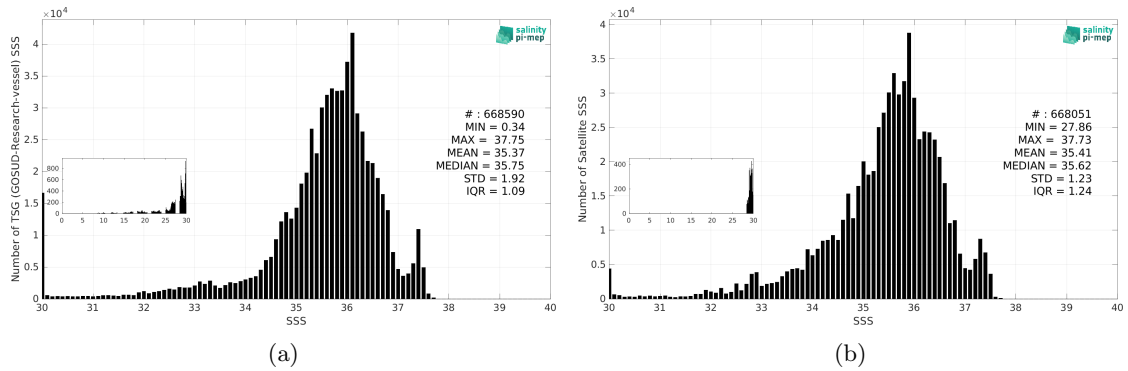 ×10⁴
4
3.5
3
2.5
2
1.5
1
0.5
0
Number of TSG (GOSUD-Research-vessel) SSS
salinity
pi-mep
# : 668590
MIN = 0.34
MAX = 37.75
MEAN = 35.37
MEDIAN = 35.75
STD = 1.92
IQR = 1.09
800
600
400
200
0
0 5 10 15 20 25 30
30 31 32 33 34 35 36 37 38 39 40
SSS
(a)
×10⁴
4
3.5
3
2.5
2
1.5
1
0.5
0
Number of Satellite SSS
salinity
pi-mep
# : 668051
MIN = 27.86
MAX = 37.73
MEAN = 35.41
MEDIAN = 35.62
STD = 1.23
IQR = 1.24
400
200
0
0 5 10 15 20 25 30
30 31 32 33 34 35 36 37 38 39 40
SSS
(b)